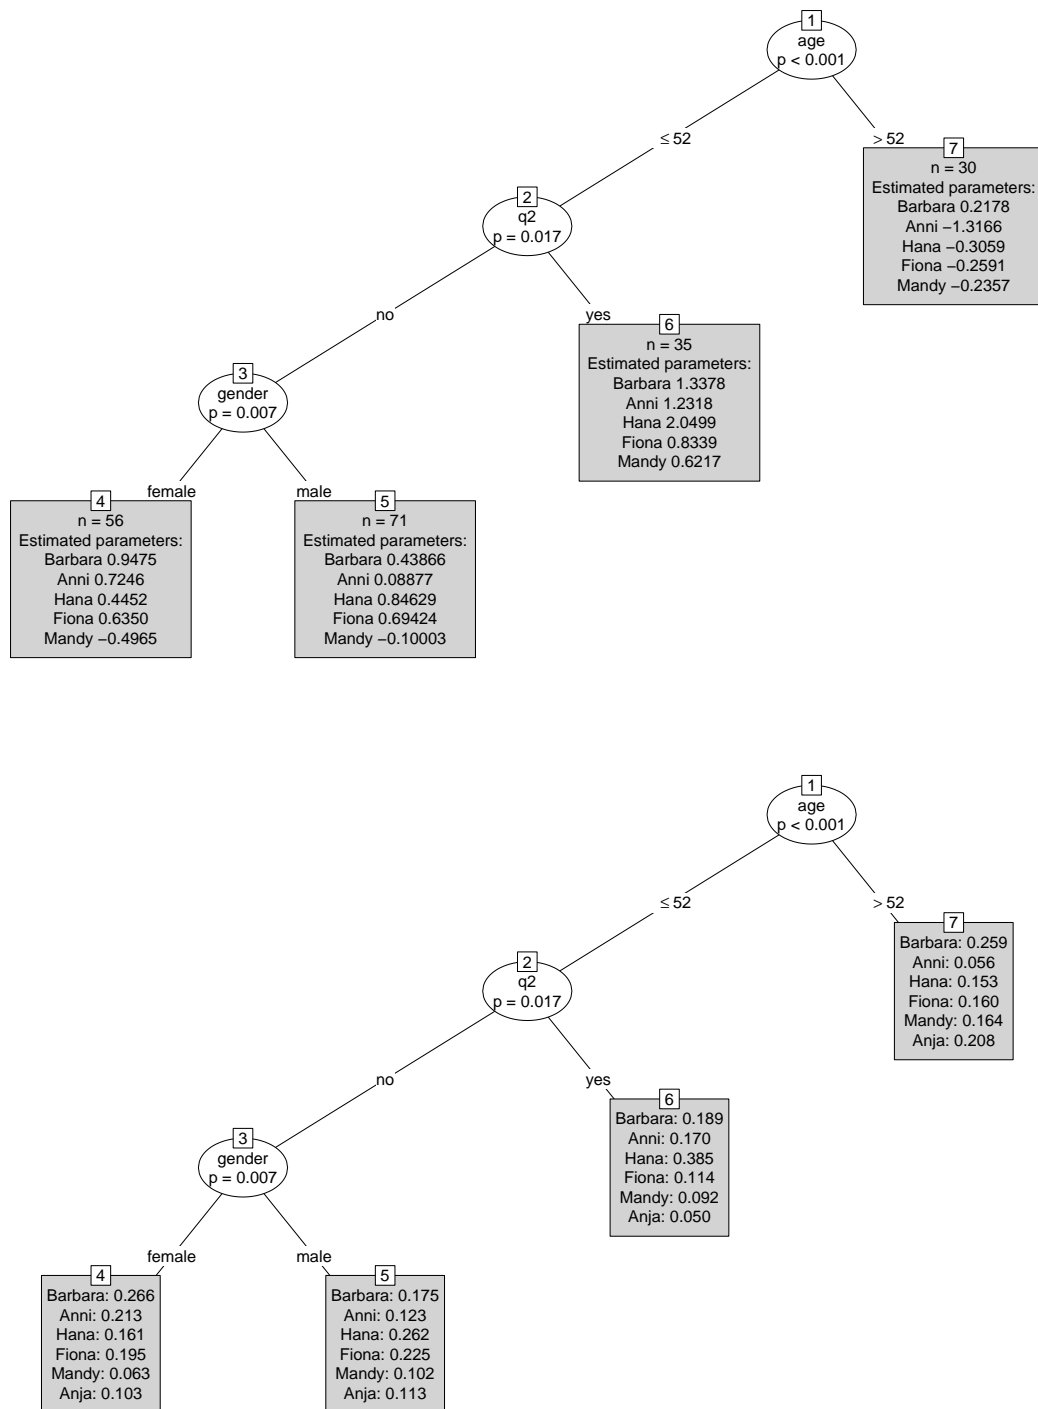 1
age
p < 0.001
≤ 52
> 52
2
q2
p = 0.017
7
n = 30
Estimated parameters:
Barbara 0.2178
Anni −1.3166
Hana −0.3059
Fiona −0.2591
Mandy −0.2357
no
yes
3
gender
p = 0.007
6
n = 35
Estimated parameters:
Barbara 1.3378
Anni 1.2318
Hana 2.0499
Fiona 0.8339
Mandy 0.6217
female
male
4
n = 56
Estimated parameters:
Barbara 0.9475
Anni 0.7246
Hana 0.4452
Fiona 0.6350
Mandy −0.4965
5
n = 71
Estimated parameters:
Barbara 0.43866
Anni 0.08877
Hana 0.84629
Fiona 0.69424
Mandy −0.10003
1
age
p < 0.001
≤ 52
> 52
2
q2
p = 0.017
7
Barbara: 0.259
Anni: 0.056
Hana: 0.153
Fiona: 0.160
Mandy: 0.164
Anja: 0.208
no
yes
3
gender
p = 0.007
6
Barbara: 0.189
Anni: 0.170
Hana: 0.385
Fiona: 0.114
Mandy: 0.092
Anja: 0.050
female
male
4
Barbara: 0.266
Anni: 0.213
Hana: 0.161
Fiona: 0.195
Mandy: 0.063
Anja: 0.103
5
Barbara: 0.175
Anni: 0.123
Hana: 0.262
Fiona: 0.225
Mandy: 0.102
Anja: 0.113